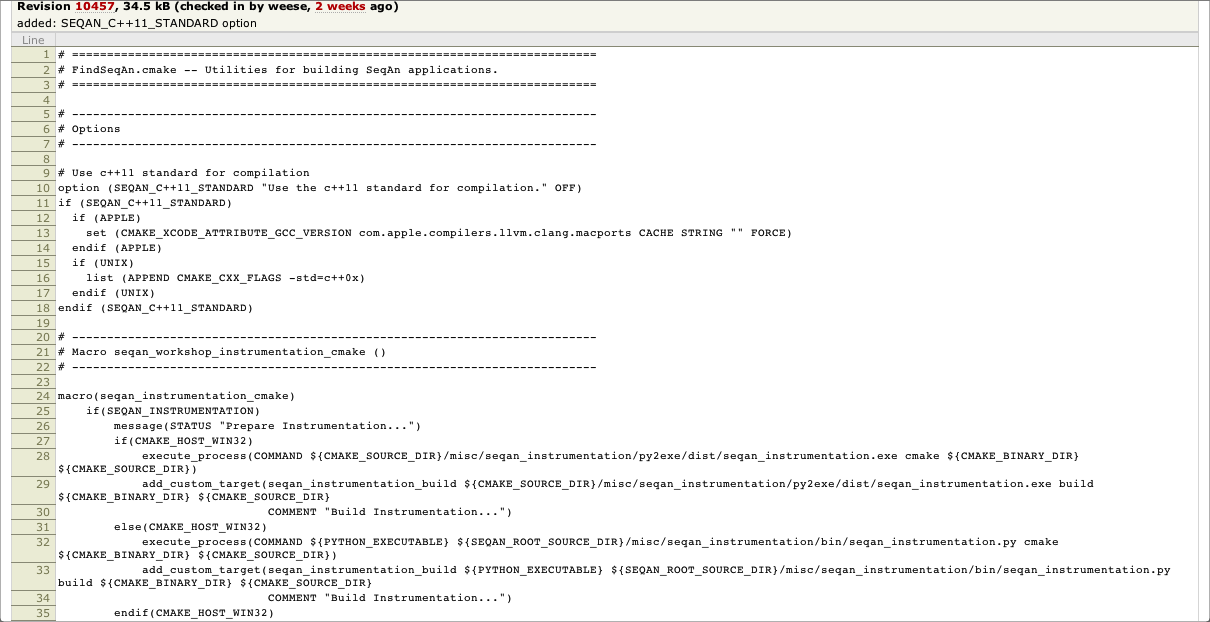 Revision 10457, 34.5 kB (checked in by weese, 2 weeks ago)
added: SEQAN_C++11_STANDARD option
Line
1 # ===========================================================================
2 # FindSeqAn.cmake -- Utilities for building SeqAn applications.
3 # ===========================================================================
4
5 # ---------------------------------------------------------------------------
6 # Options
7 # ---------------------------------------------------------------------------
8
9 # Use c++11 standard for compilation
10 option (SEQAN_C++11_STANDARD "Use the c++11 standard for compilation." OFF)
11 if (SEQAN_C++11_STANDARD)
12   if (APPLE)
13     set (CMAKE_XCODE_ATTRIBUTE_GCC_VERSION com.apple.compilers.llvm.clang.macports CACHE STRING "" FORCE)
14   endif (APPLE)
15   if (UNIX)
16     list (APPEND CMAKE_CXX_FLAGS -std=c++0x)
17   endif (UNIX)
18 endif (SEQAN_C++11_STANDARD)
19
20 # ---------------------------------------------------------------------------
21 # Macro seqan_workshop_instrumentation_cmake ()
22 # ---------------------------------------------------------------------------
23
24 macro(seqan_instrumentation_cmake)
25     if(SEQAN_INSTRUMENTATION)
26         message(STATUS "Prepare Instrumentation...")
27         if(CMAKE_HOST_WIN32)
28             execute_process(COMMAND ${CMAKE_SOURCE_DIR}/misc/seqan_instrumentation/py2exe/dist/seqan_instrumentation.exe cmake ${CMAKE_BINARY_DIR}
${CMAKE_SOURCE_DIR})
29             add_custom_target(seqan_instrumentation_build ${CMAKE_SOURCE_DIR}/misc/seqan_instrumentation/py2exe/dist/seqan_instrumentation.exe build
${CMAKE_BINARY_DIR} ${CMAKE_SOURCE_DIR}
30                               COMMENT "Build Instrumentation...")
31         else(CMAKE_HOST_WIN32)
32             execute_process(COMMAND ${PYTHON_EXECUTABLE} ${SEQAN_ROOT_SOURCE_DIR}/misc/seqan_instrumentation/bin/seqan_instrumentation.py cmake
${CMAKE_BINARY_DIR} ${CMAKE_SOURCE_DIR})
33             add_custom_target(seqan_instrumentation_build ${PYTHON_EXECUTABLE} ${SEQAN_ROOT_SOURCE_DIR}/misc/seqan_instrumentation/bin/seqan_instrumentation.py
build ${CMAKE_BINARY_DIR} ${CMAKE_SOURCE_DIR}
34                               COMMENT "Build Instrumentation...")
35         endif(CMAKE_HOST_WIN32)